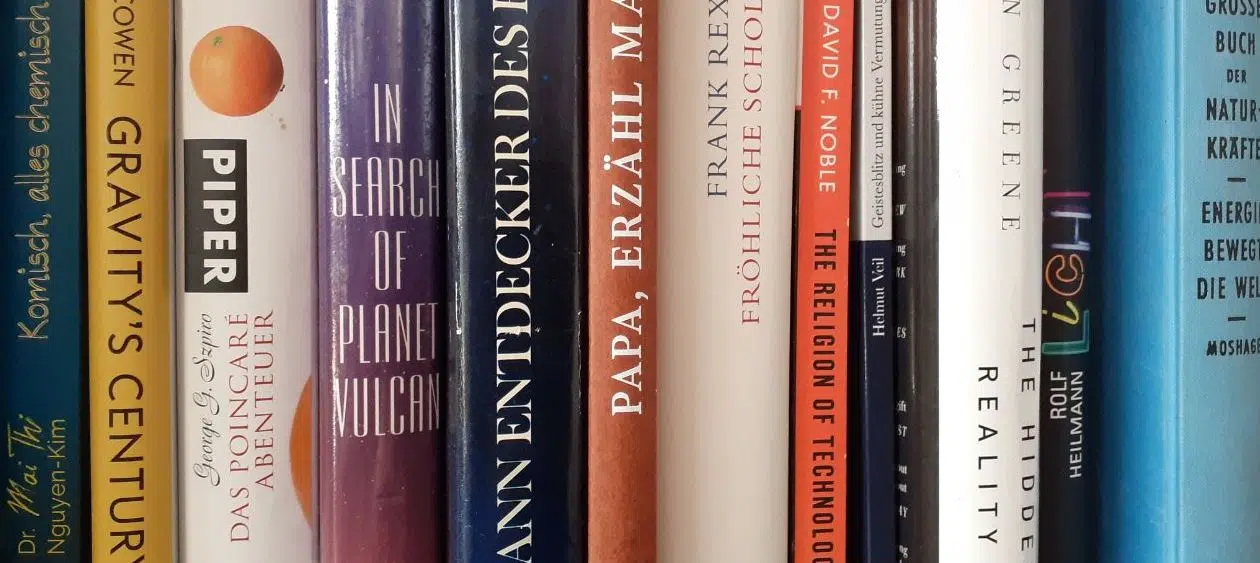 Dr. Mai Thi
Nguyen-Kim
Komisch, alles chemisch
COWEN GRAVITY'S CENTURY
PIPER
George G. Szpiro
DAS POINCARÉ
ABENTEUER
IN
SEARCH
OF
PLANET
VULCAN
ANN ENTDECKER DES
PAPA, ERZÄHL MA
FRANK REX
FRÖHLICHE SCHOL
DAVID F. NOBLE
THE RELIGION OF TECHNOLOG
Helmut Veil
Geistesblitz und kühne Vermutung
N GREENE
THE HIDDE
REALITY
LiCHT
ROLF
HEILMANN
GROSSE
BUCH
DER
NATUR-
KRÄFTE
ENERGI
BEWEG
DIE WEL
MOSHAGE